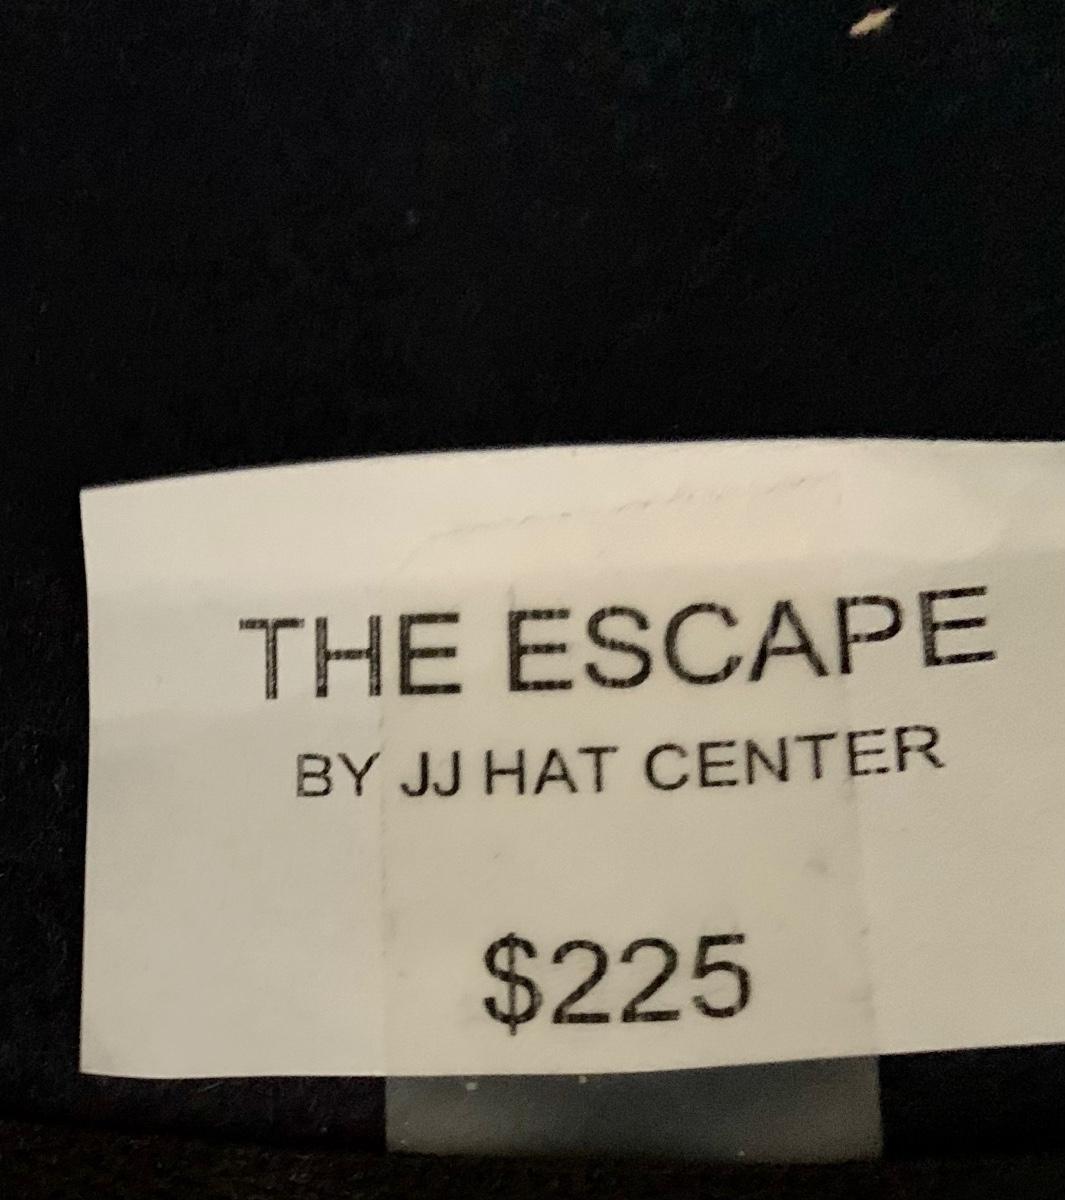 THE ESCAPE
BY JJ HAT CENTER
$225